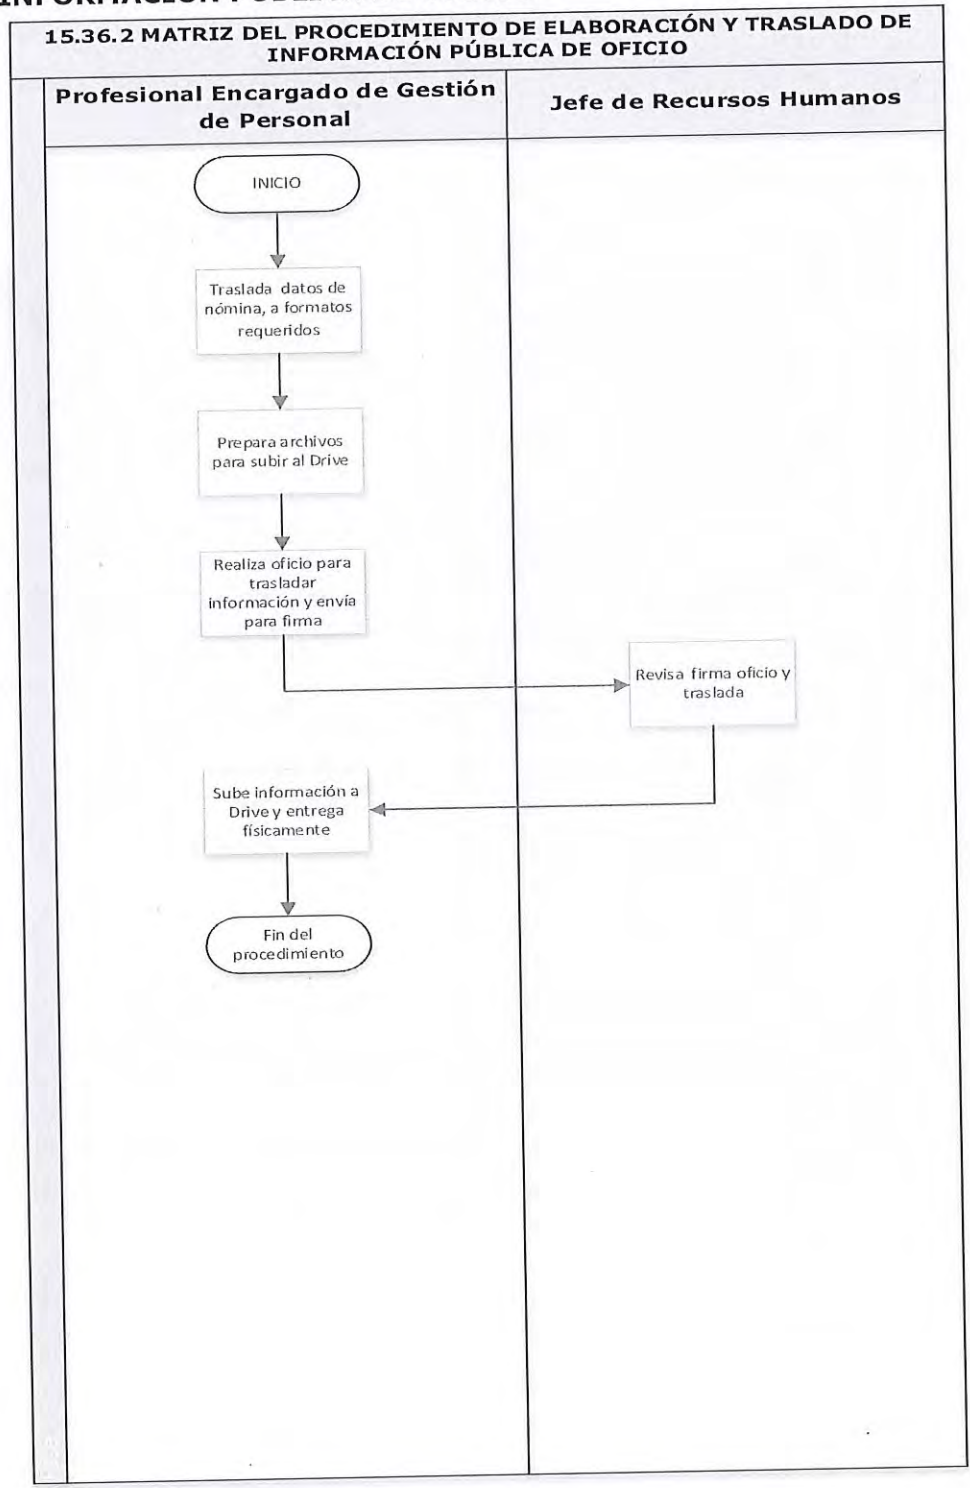 15.36.2 MATRIZ DEL PROCEDIMIENTO DE ELABORACIÓN Y TRASLADO DE
INFORMACIÓN PÚBLICA DE OFICIO
Profesional Encargado de Gestión
de Personal
Jefe de Recursos Humanos
INICIO
Traslada datos de
nómina, a formatos
requeridos
Prepara archivos
para subir al Drive
Realiza oficio para
trasladar
información y envía
para firma
Revisa firma oficio y
traslada
Sube información a
Drive y entrega
físicamente
Fin del
procedimiento